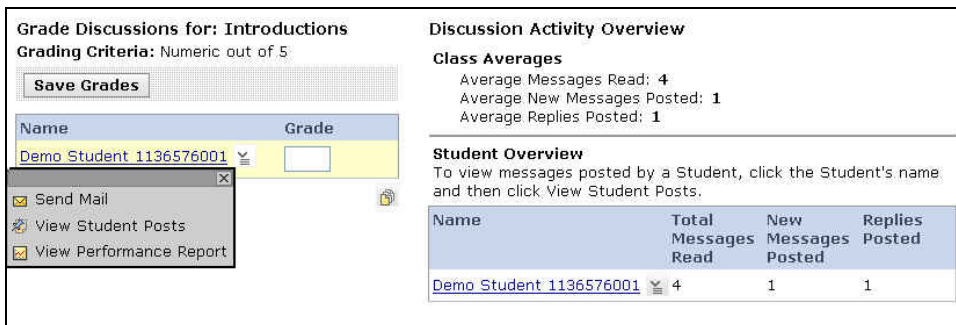 Grade Discussions for: Introductions
Grading Criteria: Numeric out of 5
Save Grades
Name Grade
Demo Student 1136576001
Send Mail
View Student Posts
View Performance Report
Discussion Activity Overview
Class Averages
Average Messages Read: 4
Average New Messages Posted: 1
Average Replies Posted: 1
Student Overview
To view messages posted by a Student, click the Student's name
and then click View Student Posts.
Name Total Messages Read New Messages Posted Replies Posted
Demo Student 1136576001 4 1 1